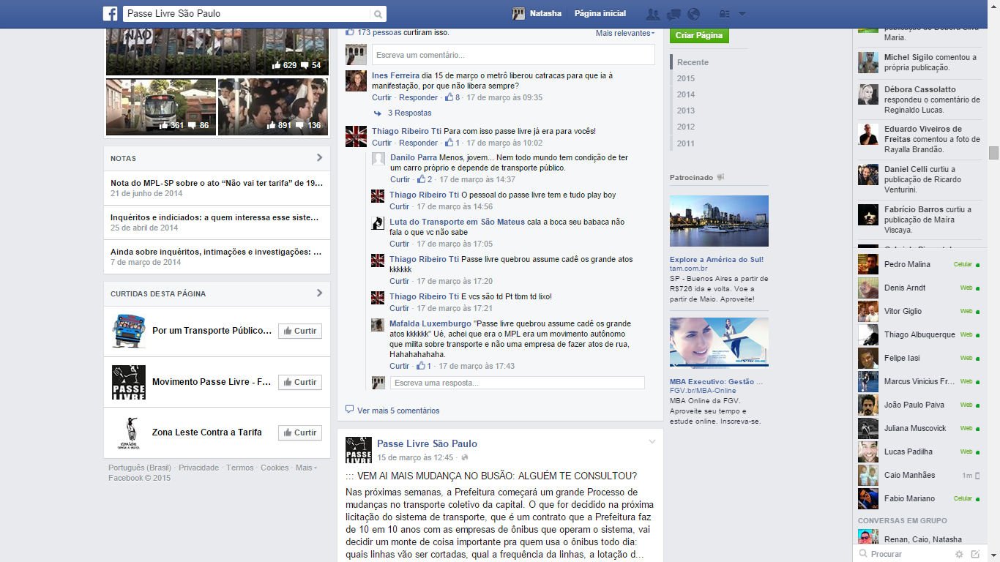 Passe Livre São Paulo
Natasha
Página inicial
NÃO
629 54
361 86
891 136
NOTAS
Nota do MPL-SP sobre o ato “Não vai ter tarifa” de 19...
21 de junho de 2014
Inquéritos e indiciados: a quem interessa esse siste...
25 de abril de 2014
Ainda sobre inquéritos, intimações e investigações: ...
7 de março de 2014
CURTIDAS DESTA PÁGINA
Por um Transporte Público...
Curtir
PASSE
LIVRE
Movimento Passe Livre - F...
Curtir
Zona Leste Contra a Tarifa
Curtir
Português (Brasil) · Privacidade · Termos · Cookies · Mais
Facebook © 2015
173 pessoas curtiram isso.
Mais relevantes
Escreva um comentário...
Ines Ferreira dia 15 de março o metrô liberou catracas para que ia à
manifestação, por que não libera sempre?
Curtir · Responder · 8 · 17 de março às 09:35
3 Respostas
Thiago Ribeiro Tti Para com isso passe livre já era para vocês!
Curtir · Responder · 1 · 17 de março às 10:02
Danilo Parra Menos, jovem... Nem todo mundo tem condição de ter
um carro próprio e depende de transporte público.
Curtir · 2 · 17 de março às 14:37
Thiago Ribeiro Tti O pessoal do passe livre tem e tudo play boy
Curtir · 17 de março às 14:56
Luta do Transporte em São Mateus cala a boca seu babaca não
fala o que vc não sabe
Curtir · 17 de março às 17:05
Thiago Ribeiro Tti Passe livre quebrou assume cadê os grande atos
kkkkkk
Curtir · 17 de março às 17:20
Thiago Ribeiro Tti E vcs são td Pt tbm td lixo!
Curtir · 17 de março às 17:21
Mafalda Luxemburgo "Passe livre quebrou assume cadê os grande
atos kkkkkk" Ué, achei que era o MPL era um movimento autônomo
que milita sobre transporte e não uma empresa de fazer atos de rua,
Hahahahahaha.
Curtir · 1 · 17 de março às 17:43
Escreva uma resposta...
Ver mais 5 comentários
PASSE
LIVRE
Passe Livre São Paulo
15 de março às 12:45 ·
::: VEM AI MAIS MUDANÇA NO BUSÃO: ALGUÉM TE CONSULTOU?
Nas próximas semanas, a Prefeitura começará um grande Processo de
mudanças no transporte coletivo da capital. O que for decidido na próxima
licitação do sistema de transporte, que é um contrato que a Prefeitura faz
de 10 em 10 anos com as empresas de ônibus que operam o sistema, vai
decidir um monte de coisa importante pra quem usa o ônibus todo dia:
quais linhas vão ser cortadas, qual a frequência da linhas, a lotação d...
Criar Página
Recente
2015
2014
2013
2012
2011
Patrocinado
Explore a América do Sul!
tam.com.br
SP - Buenos Aires a partir de
R$726 ida e volta. Voe a
partir de Maio. Aproveite!
MBA Executivo: Gestão ...
FGV.br/MBA-Online
MBA Online da FGV.
Aproveite seu tempo e
estude online. Inscreva-se.
publicação de Débora Silva
Maria.
Michel Sigilo comentou a
própria publicação.
Débora Cassolatto
respondeu o comentário de
Reginaldo Lucas.
Eduardo Viveiros de
Freitas comentou a foto de
Rayalla Brandão.
Daniel Celli curtiu a
publicação de Ricardo
Venturini.
Fabrício Barros curtiu a
publicação de Maíra
Viscaya.
Pedro Malina Celular
Denis Arndt Web
Vitor Giglio Web
Thiago Albuquerque Web
Felipe Iasi Web
Marcus Vinicius Fr... Web
João Paulo Paiva Web
Juliana Muscovick Web
Lucas Padilha Web
Caio Manhães 1m
Fabio Mariano Celular
CONVERSAS EM GRUPO
Renan, Caio, Natasha
Procurar